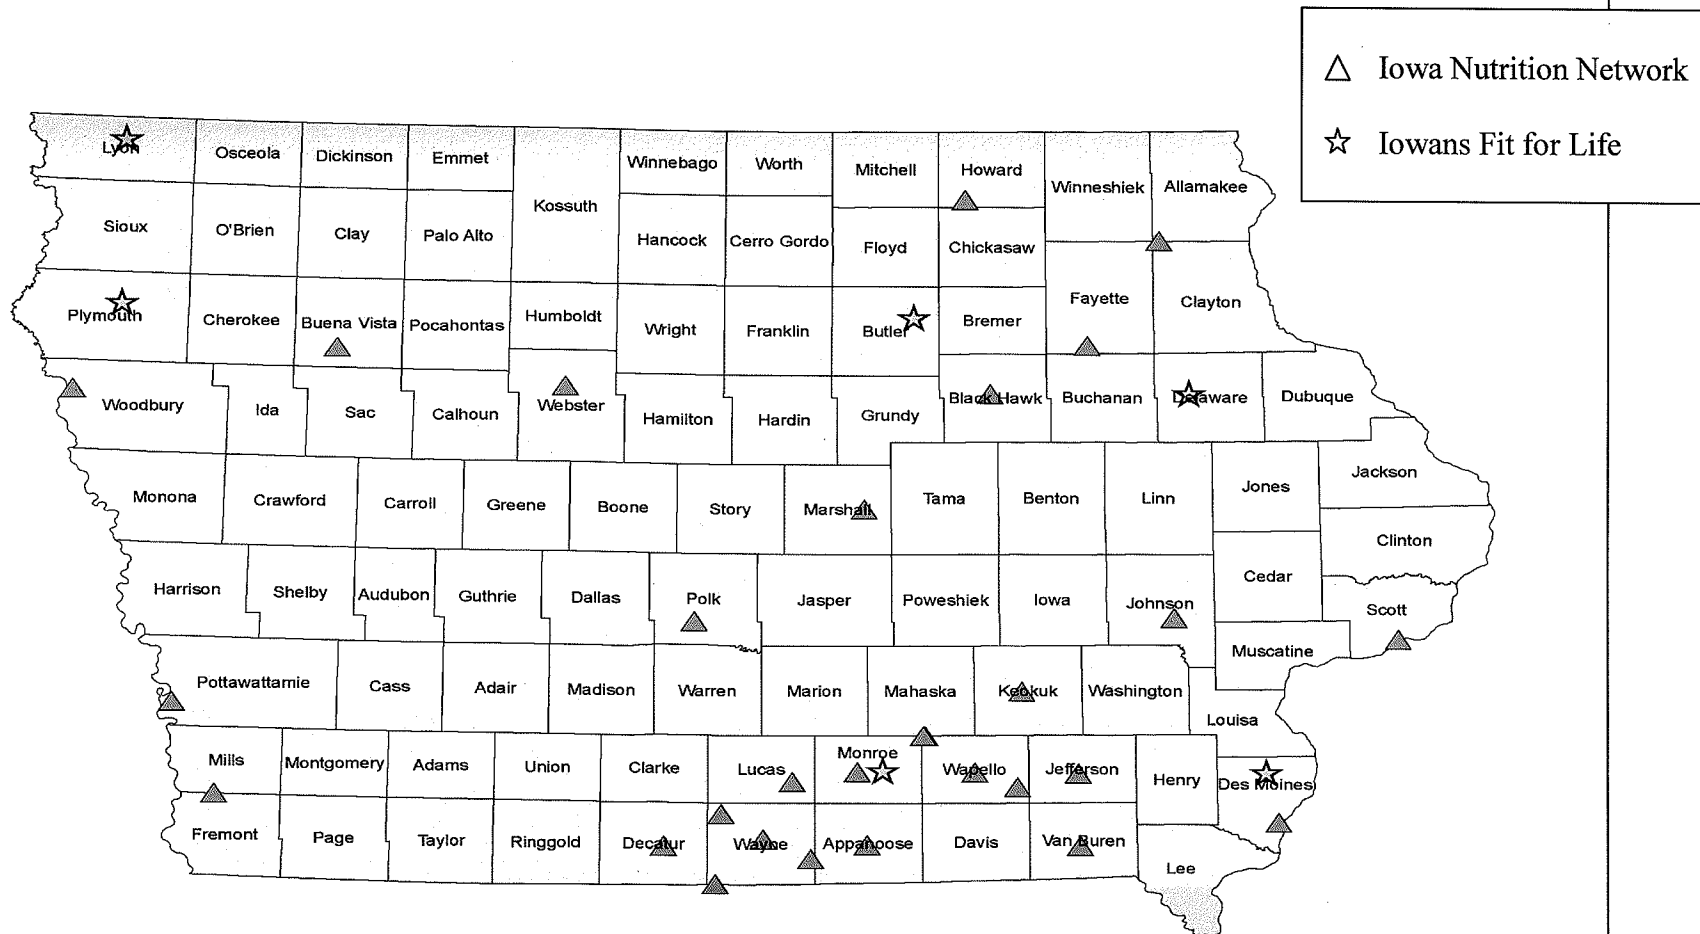 Iowa Nutrition Network
Iowans Fit for Life
Lyon
Osceola
Dickinson
Emmet
Kossuth
Winnebago
Worth
Mitchell
Howard
Winneshiek
Allamakee
Sioux
O'Brien
Clay
Palo Alto
Hancock
Cerro Gordo
Floyd
Chickasaw
Plymouth
Cherokee
Buena Vista
Pocahontas
Humboldt
Wright
Franklin
Butler
Bremer
Fayette
Clayton
Woodbury
Ida
Sac
Calhoun
Webster
Hamilton
Hardin
Grundy
Black Hawk
Buchanan
Delaware
Dubuque
Monona
Crawford
Carroll
Greene
Boone
Story
Marshall
Tama
Benton
Linn
Jones
Jackson
Clinton
Harrison
Shelby
Audubon
Guthrie
Dallas
Polk
Jasper
Poweshiek
Iowa
Johnson
Cedar
Scott
Muscatine
Pottawattamie
Cass
Adair
Madison
Warren
Marion
Mahaska
Keokuk
Washington
Louisa
Mills
Montgomery
Adams
Union
Clarke
Lucas
Monroe
Wapello
Jefferson
Henry
Des Moines
Fremont
Page
Taylor
Ringgold
Decatur
Wayne
Appanoose
Davis
Van Buren
Lee